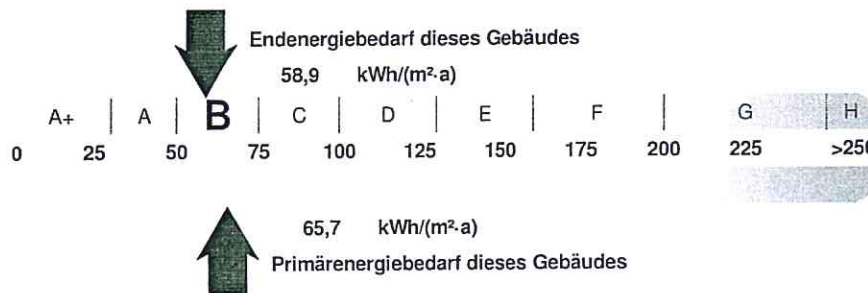 Endenergiebedarf dieses Gebäudes
58,9 kWh/(m²·a)
A+ A B C D E F G H
0 25 50 75 100 125 150 175 200 225 >250
65,7 kWh/(m²·a)
Primärenergiebedarf dieses Gebäudes